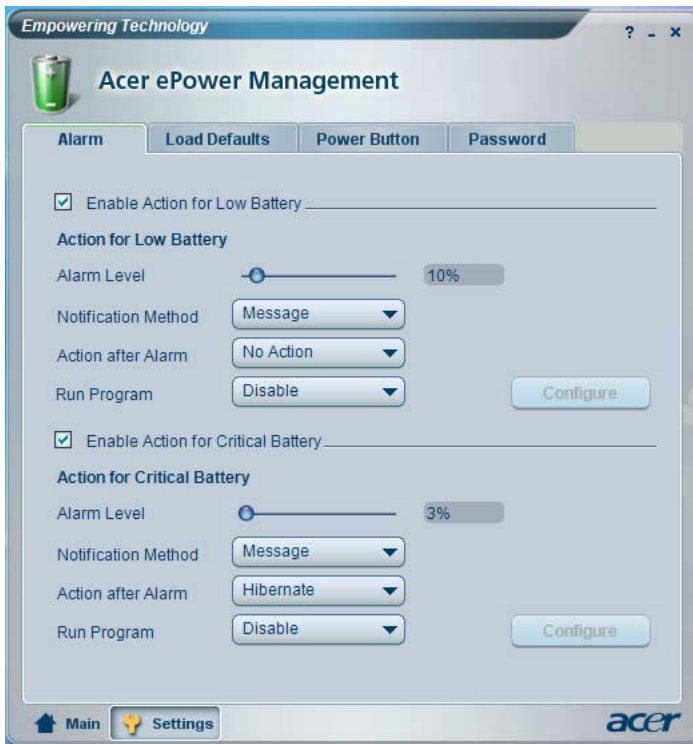 Empowering Technology
? - ×
Acer ePower Management
Alarm Load Defaults Power Button Password
Enable Action for Low Battery
Action for Low Battery
Alarm Level 10%
Notification Method Message
Action after Alarm No Action
Run Program Disable Configure
Enable Action for Critical Battery
Action for Critical Battery
Alarm Level 3%
Notification Method Message
Action after Alarm Hibernate
Run Program Disable Configure
Main Settings acer